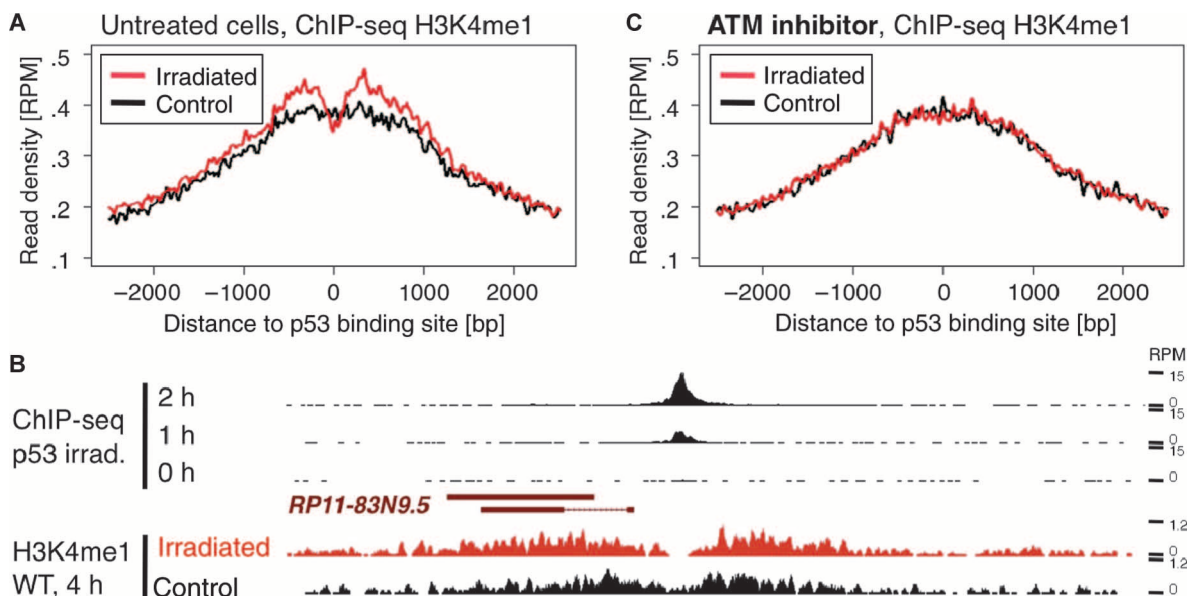 A
Untreated cells, ChIP-seq H3K4me1
Irradiated
Control
Read density [RPM]
.5
.4
.3
.2
.1
−2000
−1000
0
1000
2000
Distance to p53 binding site [bp]
C
ATM inhibitor, ChIP-seq H3K4me1
Irradiated
Control
Read density [RPM]
.5
.4
.3
.2
.1
−2000
−1000
0
1000
2000
Distance to p53 binding site [bp]
B
RPM
ChIP-seq
p53 irrad.
2 h
15
0
1 h
15
0
0 h
15
0
RP11-83N9.5
H3K4me1
WT, 4 h
Irradiated
1.2
0
Control
1.2
0